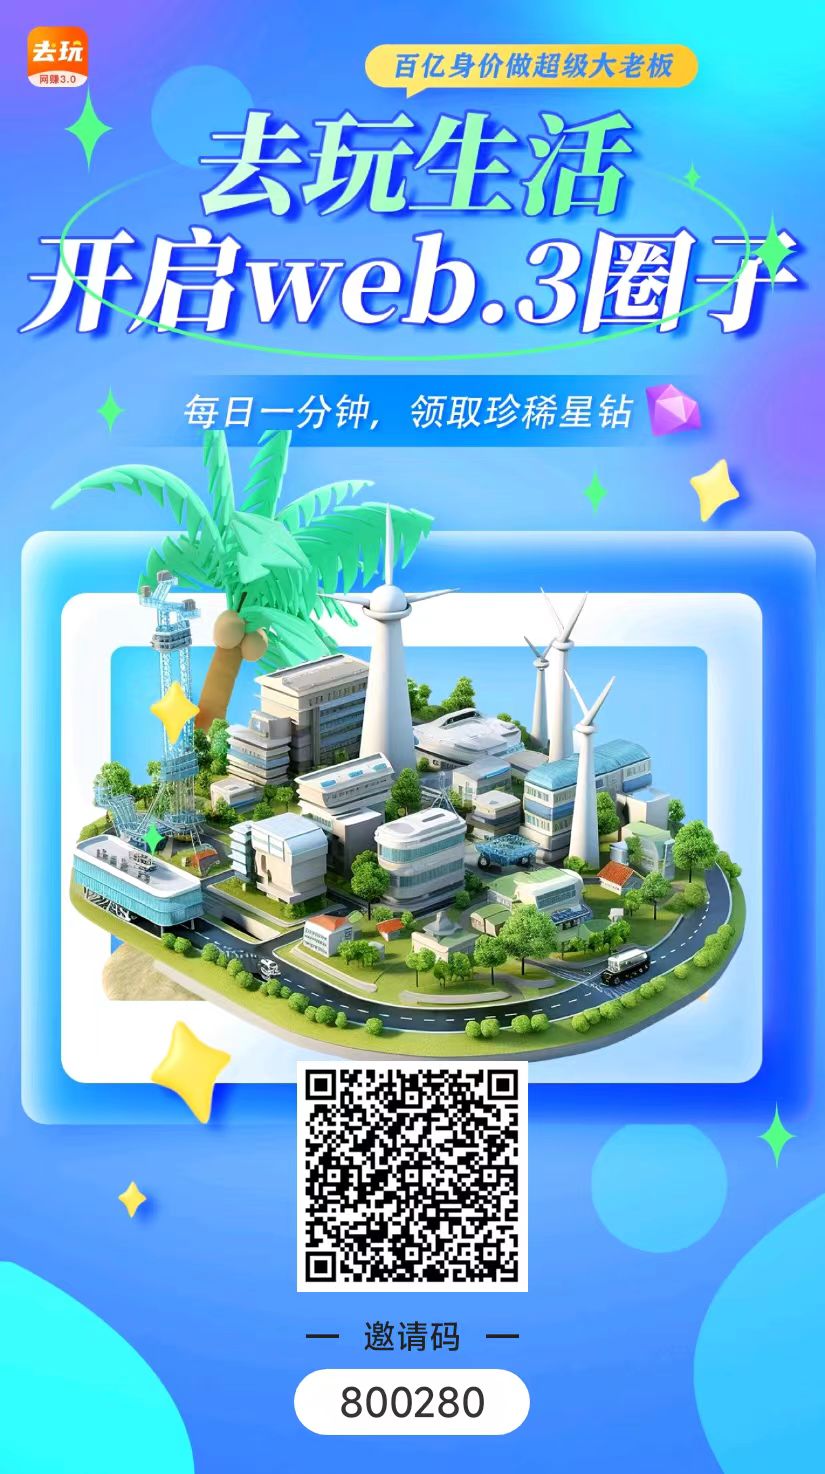 去玩
网赚3.0
百亿身价做超级大老板
去玩生活
开启web.3圈子
每日一分钟，领取珍稀星钻
邀请码
800280